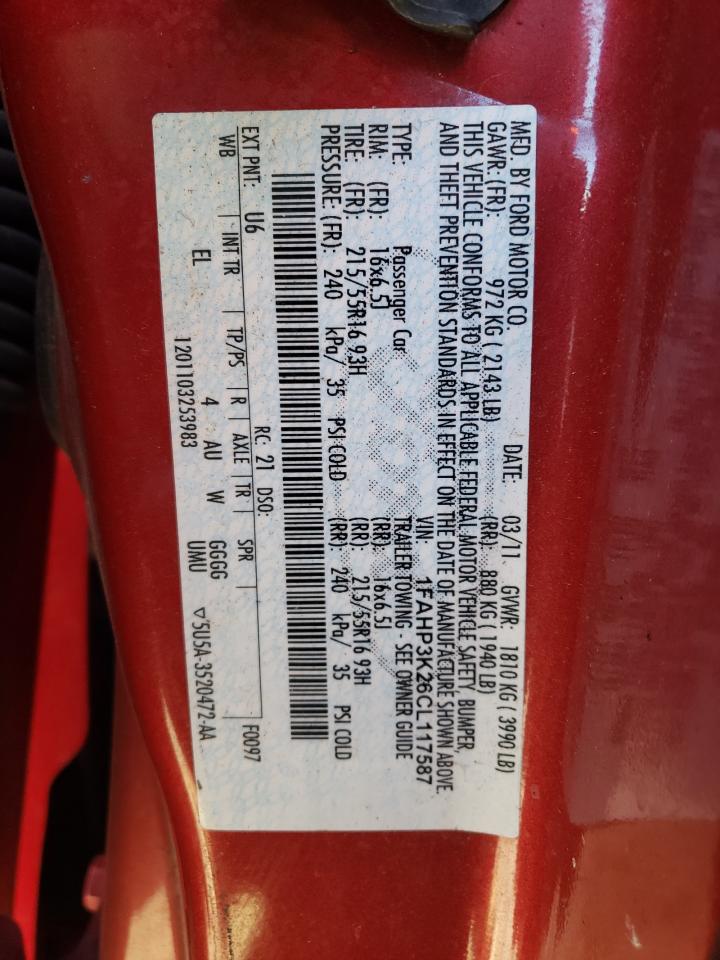 MFD. BY FORD MOTOR CO.
DATE: 03/11 GVWR: 1810 KG ( 3990 LB)
GAWR: (FR): 972 KG ( 2143 LB) (RR): 880 KG ( 1940 LB)
THIS VEHICLE CONFORMS TO ALL APPLICABLE FEDERAL MOTOR VEHICLE SAFETY, BUMPER,
AND THEFT PREVENTION STANDARDS IN EFFECT ON THE DATE OF MANUFACTURE SHOWN ABOVE.
VIN: 1FAHP3K26CL117587
TYPE: Passenger Car TRAILER TOWING - SEE OWNER GUIDE
RIM: (FR): 16x6.5J (RR): 16x6.5J
TIRE: (FR): 215/55R16 93H (RR): 215/55R16 93H
PRESSURE: (FR): 240 kPa/ 35 PSI COLD (RR): 240 kPa/ 35 PSI COLD
EXT PNT: U6 RC: 21 DSO: F0097
WB INT TR TP/PS R AXLE TR SPR
EL 4 AU W GGGG
UMU
1201103253983 ▽5U5A-3520472-AA